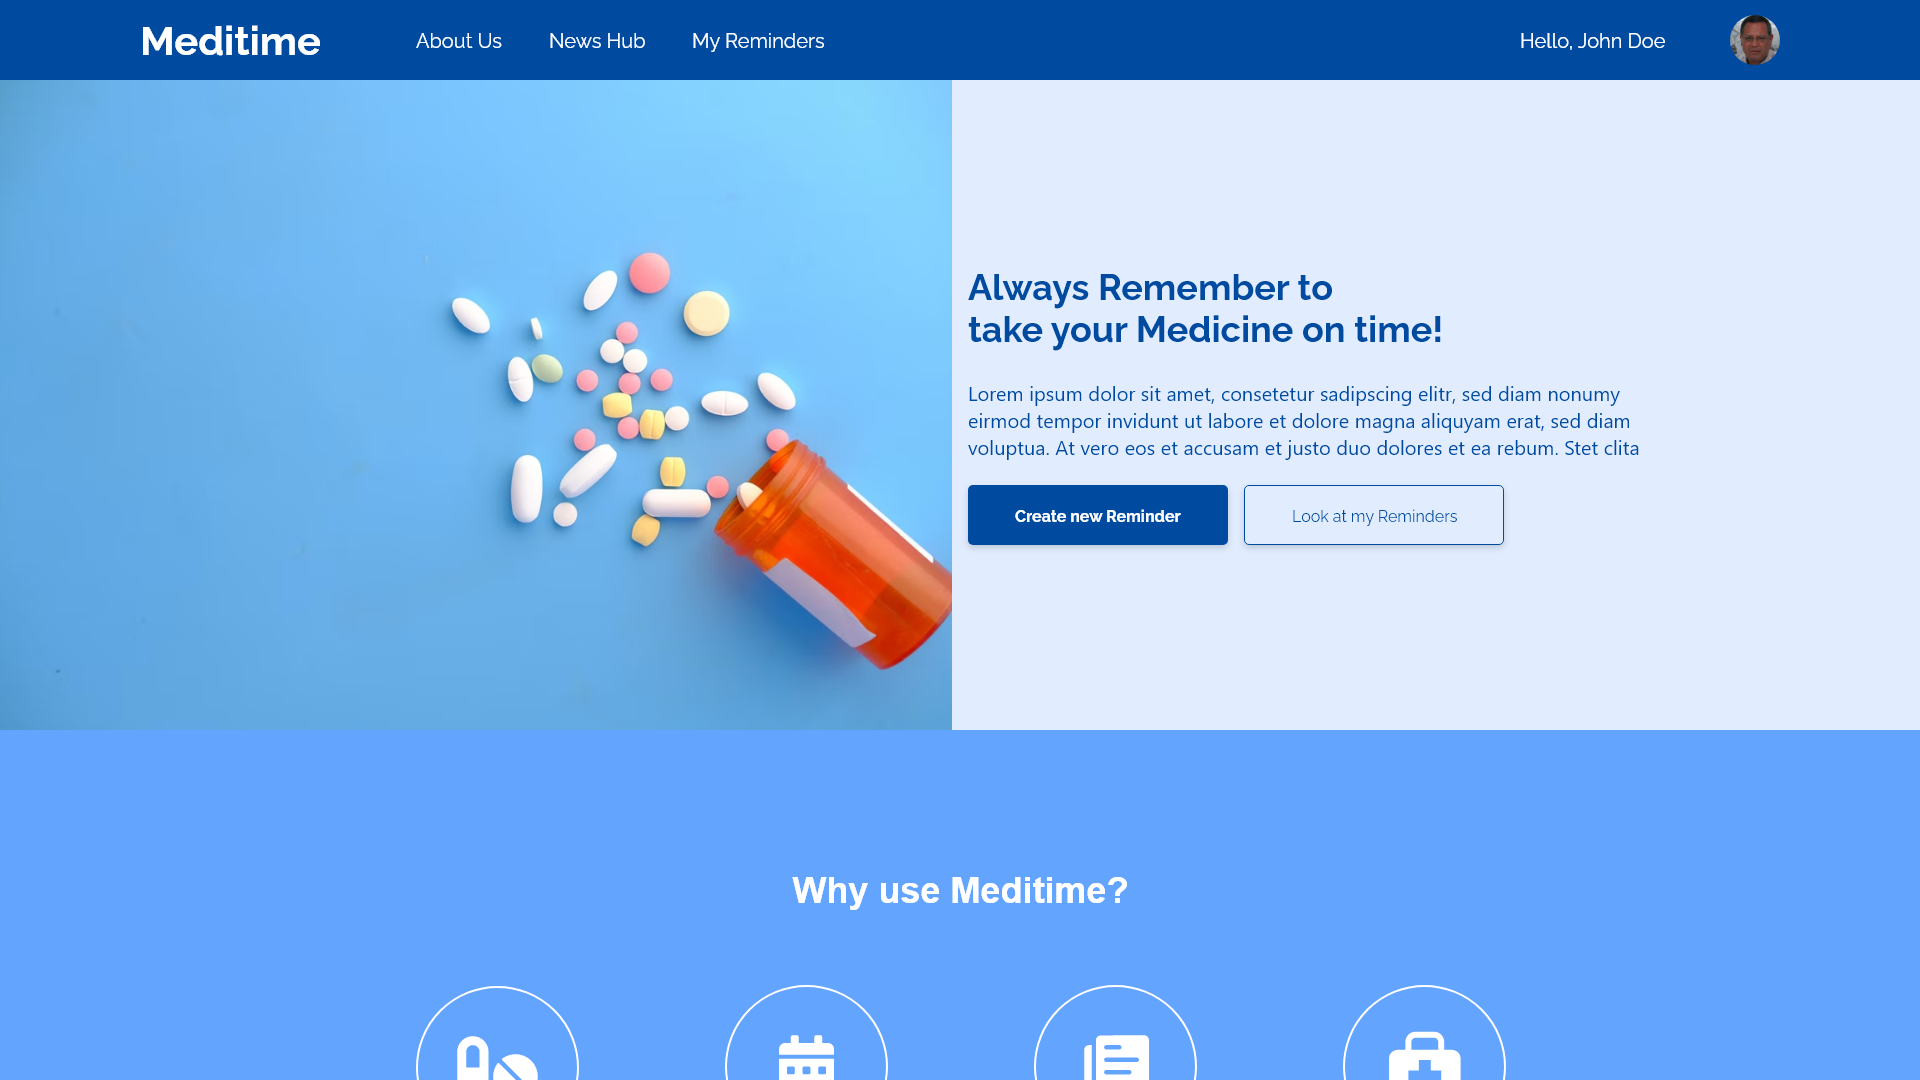 Meditime
About Us
News Hub
My Reminders
Hello, John Doe
Always Remember to
take your Medicine on time!
Lorem ipsum dolor sit amet, consetetur sadipscing elitr, sed diam nonumy
eirmod tempor invidunt ut labore et dolore magna aliquyam erat, sed diam
voluptua. At vero eos et accusam et justo duo dolores et ea rebum. Stet clita
Create new Reminder
Look at my Reminders
Why use Meditime?